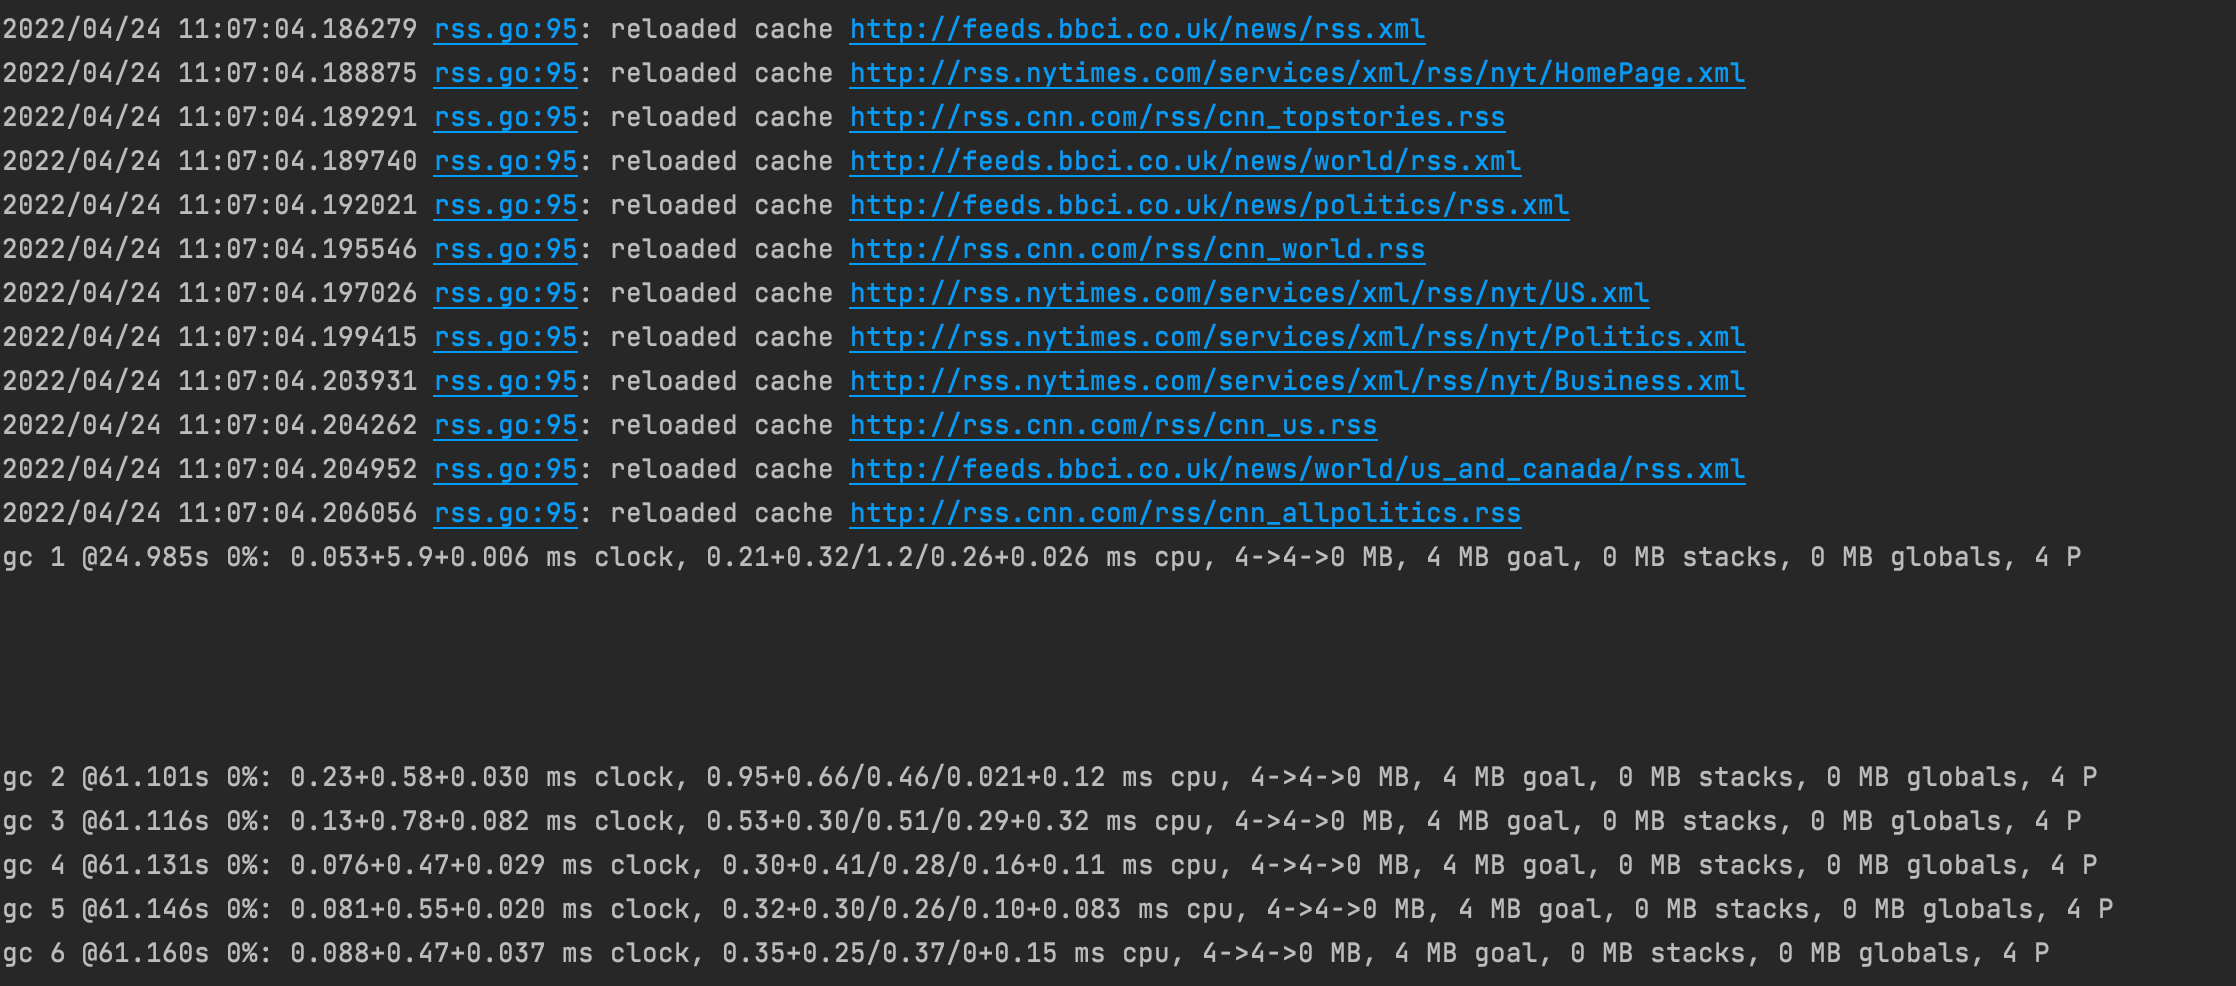 2022/04/24 11:07:04.186279 rss.go:95: reloaded cache http://feeds.bbci.co.uk/news/rss.xml
2022/04/24 11:07:04.188875 rss.go:95: reloaded cache http://rss.nytimes.com/services/xml/rss/nyt/HomePage.xml
2022/04/24 11:07:04.189291 rss.go:95: reloaded cache http://rss.cnn.com/rss/cnn_topstories.rss
2022/04/24 11:07:04.189740 rss.go:95: reloaded cache http://feeds.bbci.co.uk/news/world/rss.xml
2022/04/24 11:07:04.192021 rss.go:95: reloaded cache http://feeds.bbci.co.uk/news/politics/rss.xml
2022/04/24 11:07:04.195546 rss.go:95: reloaded cache http://rss.cnn.com/rss/cnn_world.rss
2022/04/24 11:07:04.197026 rss.go:95: reloaded cache http://rss.nytimes.com/services/xml/rss/nyt/US.xml
2022/04/24 11:07:04.199415 rss.go:95: reloaded cache http://rss.nytimes.com/services/xml/rss/nyt/Politics.xml
2022/04/24 11:07:04.203931 rss.go:95: reloaded cache http://rss.nytimes.com/services/xml/rss/nyt/Business.xml
2022/04/24 11:07:04.204262 rss.go:95: reloaded cache http://rss.cnn.com/rss/cnn_us.rss
2022/04/24 11:07:04.204952 rss.go:95: reloaded cache http://feeds.bbci.co.uk/news/world/us_and_canada/rss.xml
2022/04/24 11:07:04.206056 rss.go:95: reloaded cache http://rss.cnn.com/rss/cnn_allpolitics.rss
gc 1 @24.985s 0%: 0.053+5.9+0.006 ms clock, 0.21+0.32/1.2/0.26+0.026 ms cpu, 4->4->0 MB, 4 MB goal, 0 MB stacks, 0 MB globals, 4 P
gc 2 @61.101s 0%: 0.23+0.58+0.030 ms clock, 0.95+0.66/0.46/0.021+0.12 ms cpu, 4->4->0 MB, 4 MB goal, 0 MB stacks, 0 MB globals, 4 P
gc 3 @61.116s 0%: 0.13+0.78+0.082 ms clock, 0.53+0.30/0.51/0.29+0.32 ms cpu, 4->4->0 MB, 4 MB goal, 0 MB stacks, 0 MB globals, 4 P
gc 4 @61.131s 0%: 0.076+0.47+0.029 ms clock, 0.30+0.41/0.28/0.16+0.11 ms cpu, 4->4->0 MB, 4 MB goal, 0 MB stacks, 0 MB globals, 4 P
gc 5 @61.146s 0%: 0.081+0.55+0.020 ms clock, 0.32+0.30/0.26/0.10+0.083 ms cpu, 4->4->0 MB, 4 MB goal, 0 MB stacks, 0 MB globals, 4 P
gc 6 @61.160s 0%: 0.088+0.47+0.037 ms clock, 0.35+0.25/0.37/0+0.15 ms cpu, 4->4->0 MB, 4 MB goal, 0 MB stacks, 0 MB globals, 4 P